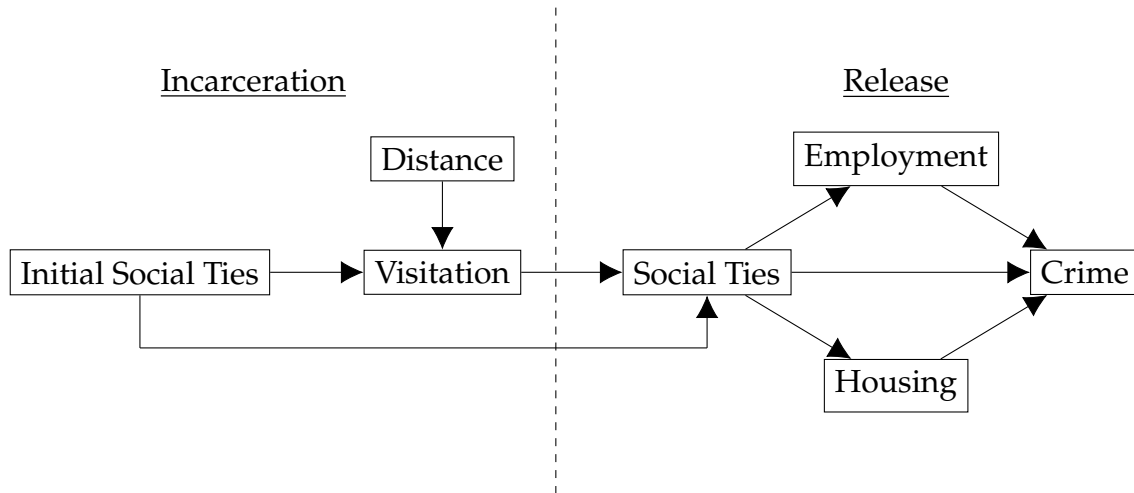 Incarceration
Release
Distance
Employment
Initial Social Ties
Visitation
Social Ties
Crime
Housing